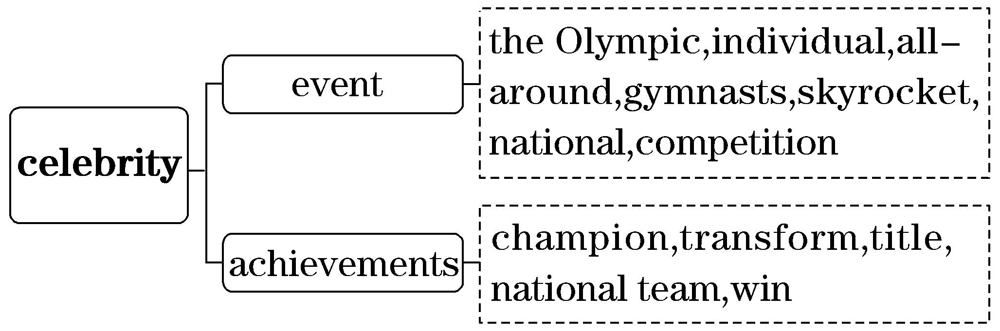 celebrity
event
the Olympic,individual,all-
around,gymnasts,skyrocket,
national,competition
achievements
champion,transform,title,
national team,win